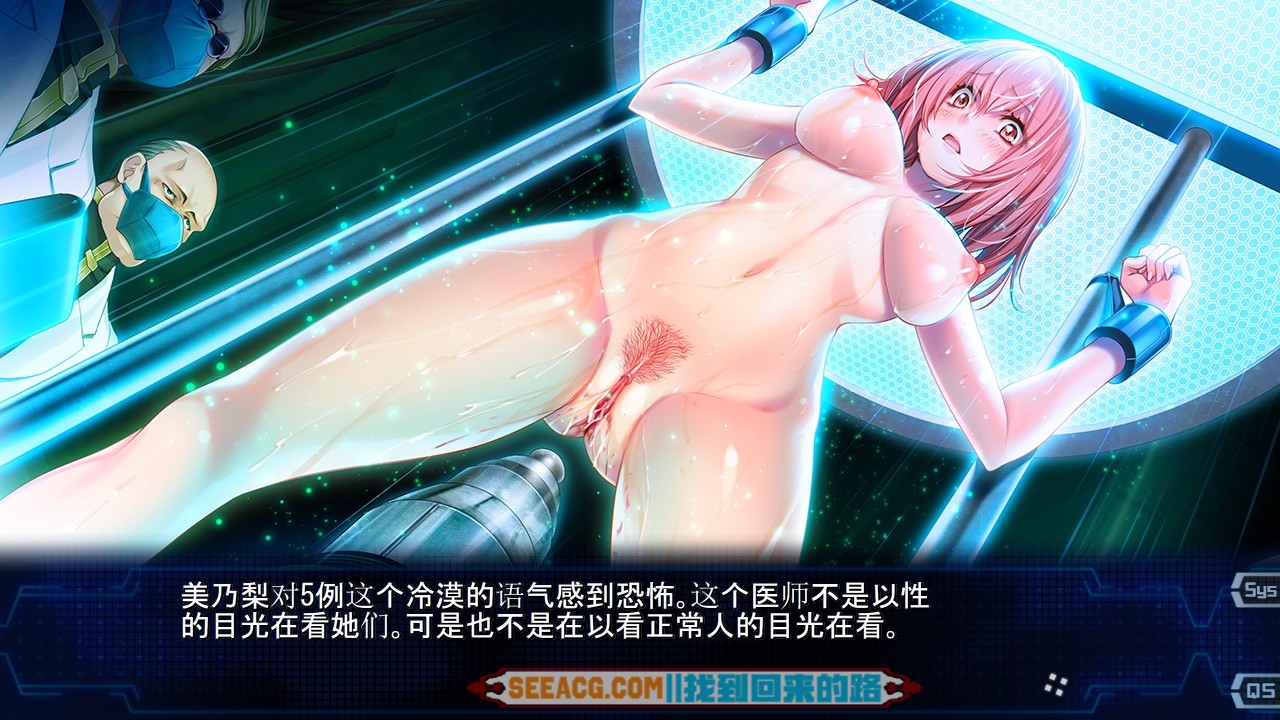 美乃梨对5例这个冷漠的语气感到恐怖。这个医师不是以性
的目光在看她们。可是也不是在以看正常人的目光在看。
Sys
SEEACG.COM||找到回来的路
QS